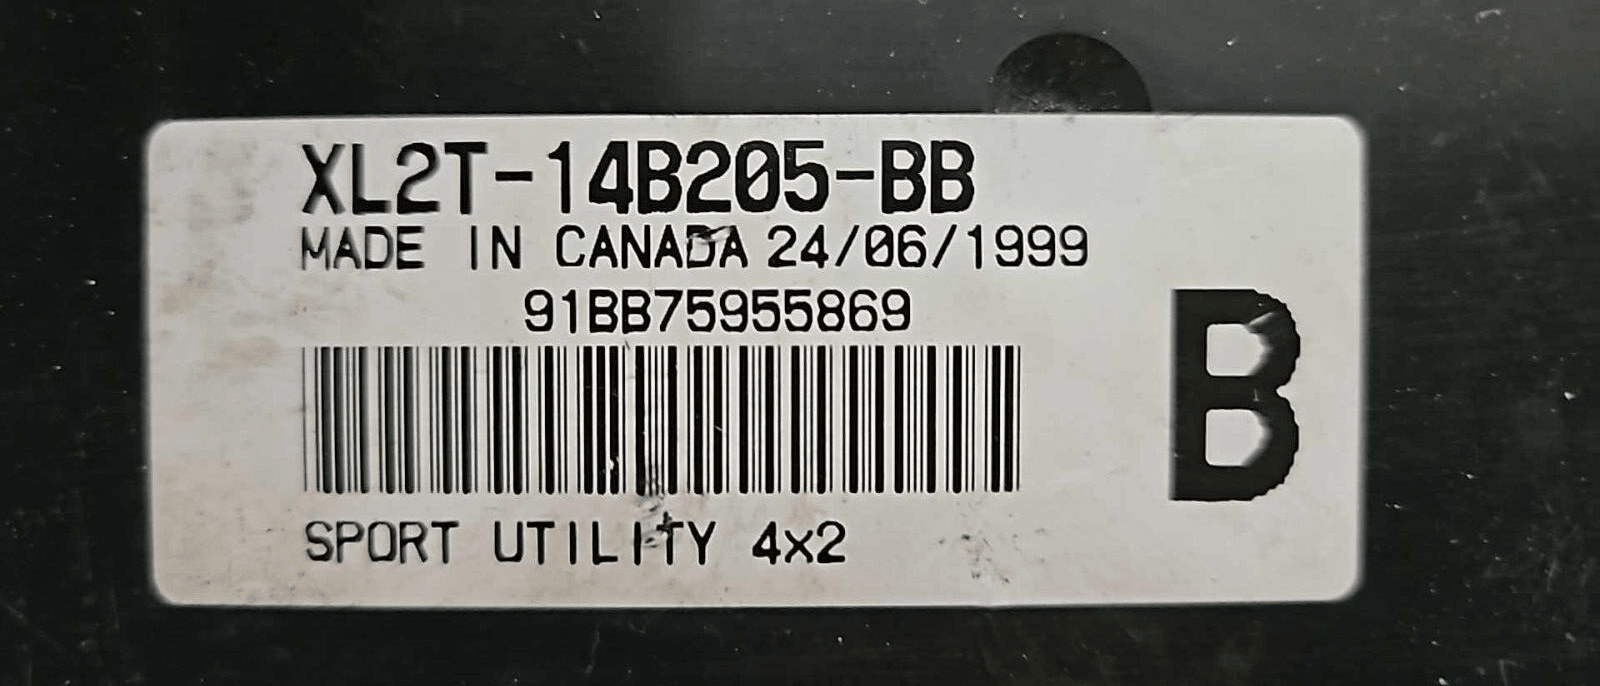 XL2T-14B205-BB
MADE IN CANADA 24/06/1999
91BB75955869
B
SPORT UTILITY 4x2